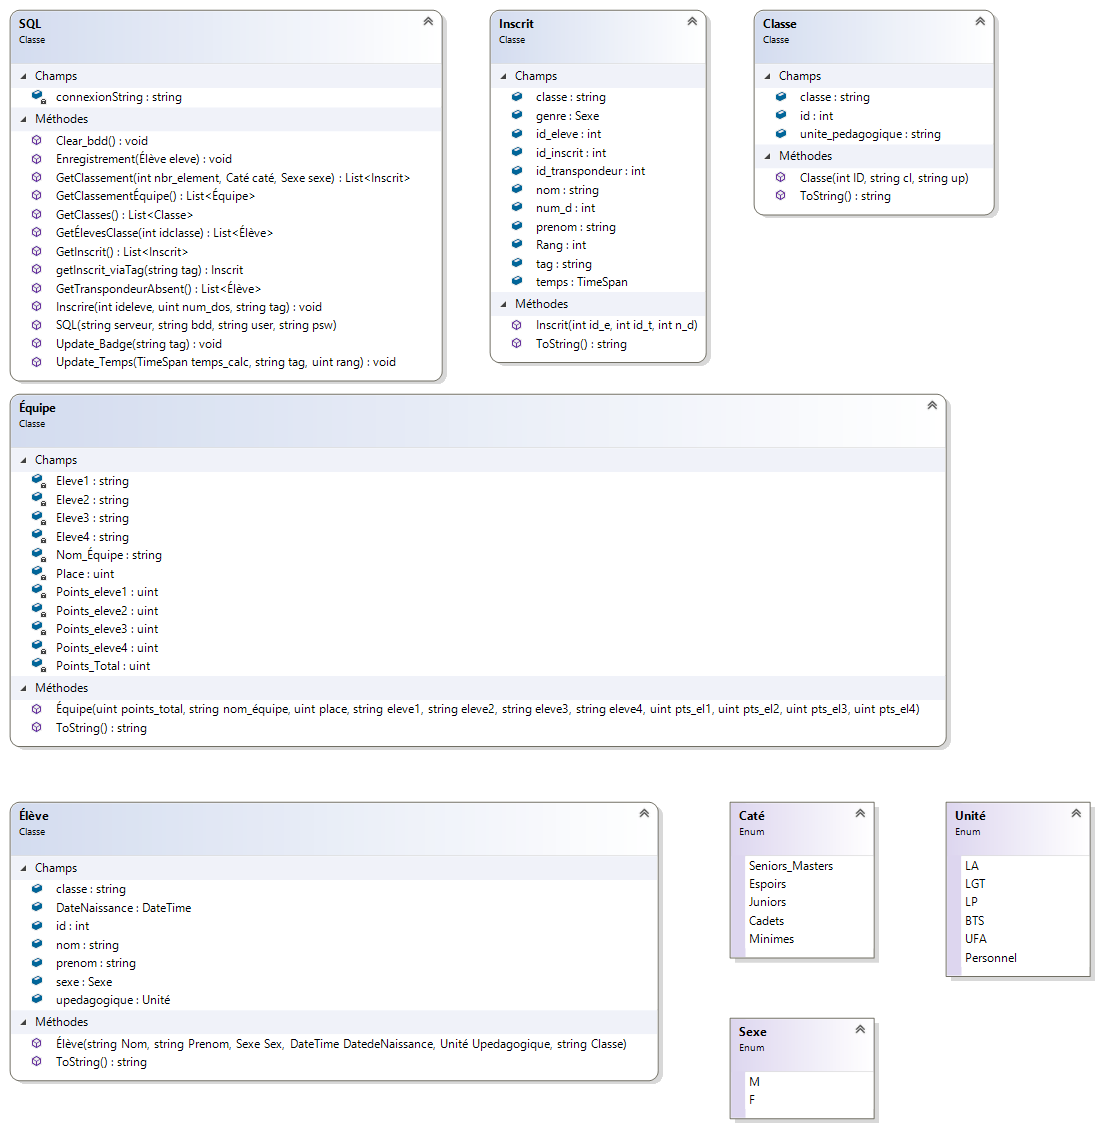 SQL
Classe
Champs
connexionString : string
Méthodes
Clear_bdd() : void
Enregistrement(Élève eleve) : void
GetClassement(int nbr_element, Caté caté, Sexe sexe) : List<Inscrit>
GetClassementÉquipe() : List<Équipe>
GetClasses() : List<Classe>
GetÉlevesClasse(int idclasse) : List<Élève>
GetInscrit() : List<Inscrit>
getInscrit_viaTag(string tag) : Inscrit
GetTranspondeurAbsent() : List<Élève>
Inscrire(int ideleve, uint num_dos, string tag) : void
SQL(string serveur, string bdd, string user, string psw)
Update_Badge(string tag) : void
Update_Temps(TimeSpan temps_calc, string tag, uint rang) : void
Inscrit
Classe
Champs
classe : string
genre : Sexe
id_eleve : int
id_inscrit : int
id_transpondeur : int
nom : string
num_d : int
prenom : string
Rang : int
tag : string
temps : TimeSpan
Méthodes
Inscrit(int id_e, int id_t, int n_d)
ToString() : string
Classe
Classe
Champs
classe : string
id : int
unite_pedagogique : string
Méthodes
Classe(int ID, string cl, string up)
ToString() : string
Équipe
Classe
Champs
Eleve1 : string
Eleve2 : string
Eleve3 : string
Eleve4 : string
Nom_Équipe : string
Place : uint
Points_eleve1 : uint
Points_eleve2 : uint
Points_eleve3 : uint
Points_eleve4 : uint
Points_Total : uint
Méthodes
Équipe(uint points_total, string nom_équipe, uint place, string eleve1, string eleve2, string eleve3, string eleve4, uint pts_el1, uint pts_el2, uint pts_el3, uint pts_el4)
ToString() : string
Élève
Classe
Champs
classe : string
DateNaissance : DateTime
id : int
nom : string
prenom : string
sexe : Sexe
upedagogique : Unité
Méthodes
Élève(string Nom, string Prenom, Sexe Sex, DateTime DatedeNaissance, Unité Upedagogique, string Classe)
ToString() : string
Caté
Enum
Seniors_Masters
Espoirs
Juniors
Cadets
Minimes
Unité
Enum
LA
LGT
LP
BTS
UFA
Personnel
Sexe
Enum
M
F